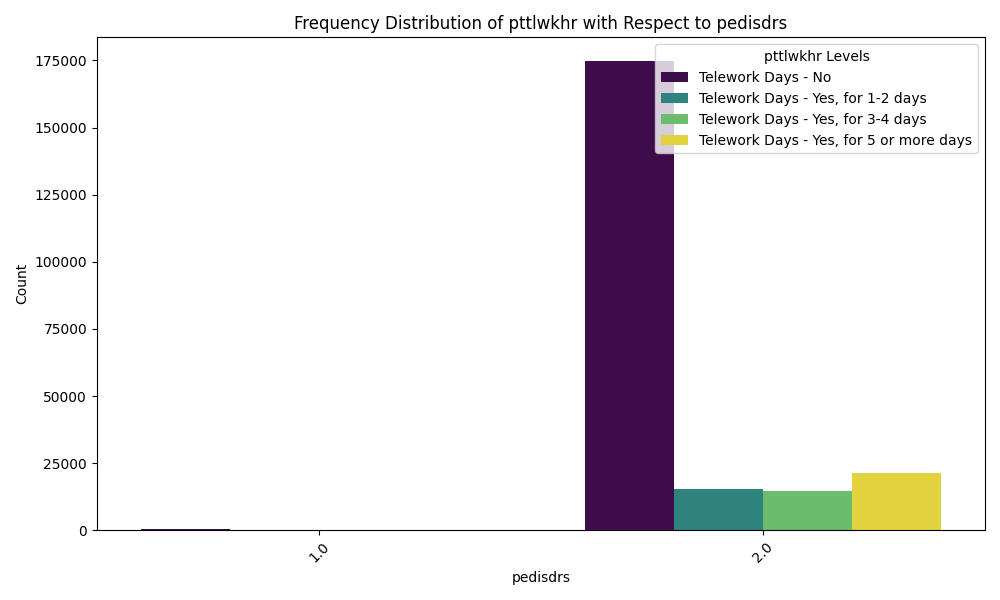 Frequency Distribution of pttlwkhr with Respect to pedisdrs
175000
150000
125000
100000
75000
50000
25000
0
Count
pttlwkhr Levels
Telework Days - No
Telework Days - Yes, for 1-2 days
Telework Days - Yes, for 3-4 days
Telework Days - Yes, for 5 or more days
1.0
2.0
pedisdrs